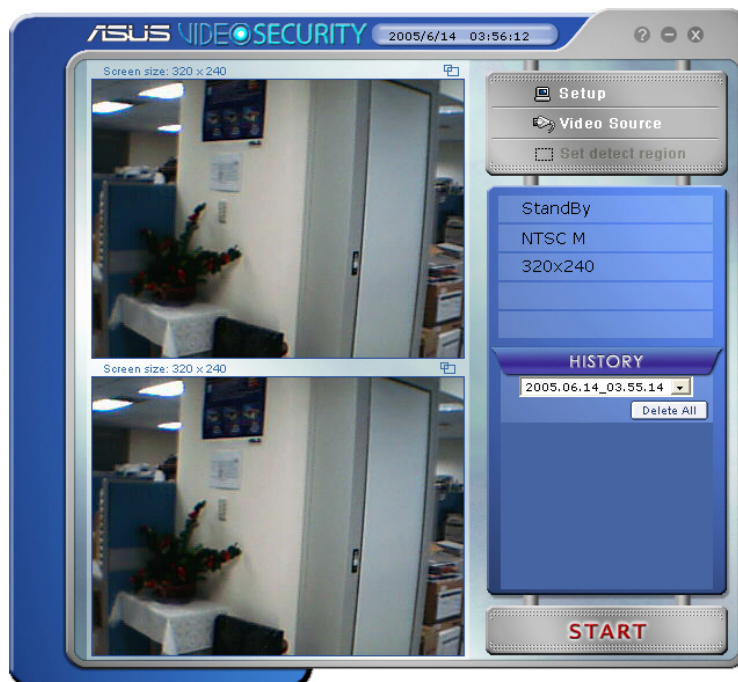 ASUS VIDEOSECURITY 2005/6/14 03:56:12
Screen size: 320 x 240
Setup
Video Source
Set detect region
StandBy
NTSC M
320x240
HISTORY
2005.06.14_03.55.14
Delete All
Screen size: 320 x 240
START